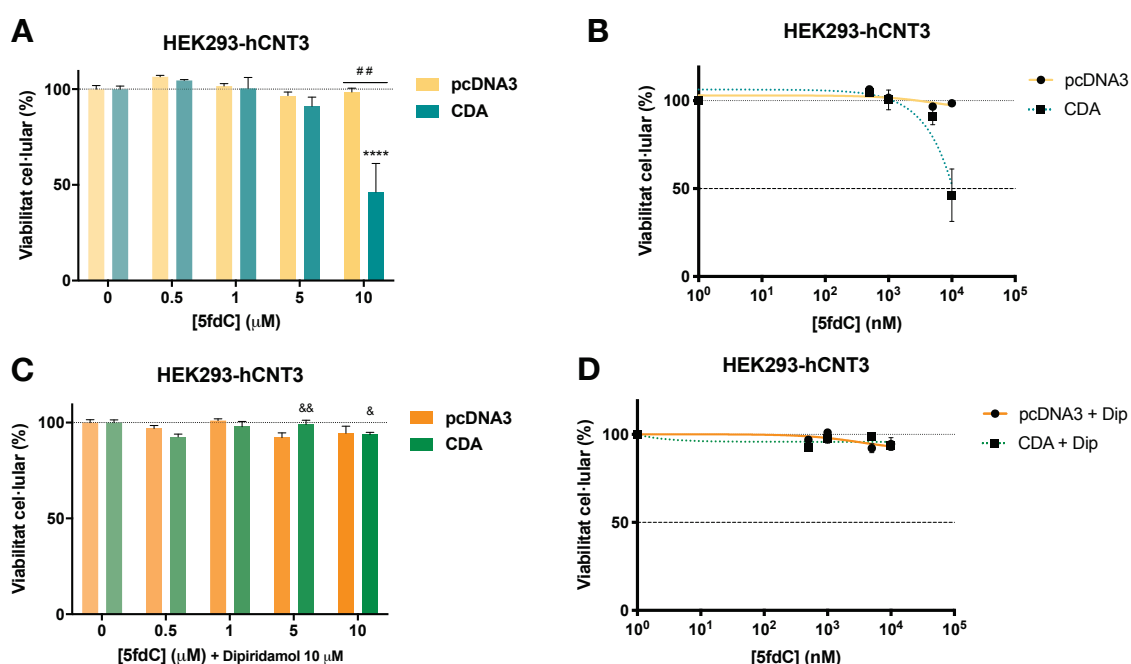 A
HEK293-hCNT3
Viabilitat cel·lular (%)
100
50
0
##
****
pcDNA3
CDA
0 0.5 1 5 10
[5fdC] (μM)
B
HEK293-hCNT3
Viabilitat cel·lular (%)
100
50
0
pcDNA3
CDA
10⁰ 10¹ 10² 10³ 10⁴ 10⁵
[5fdC] (nM)
C
HEK293-hCNT3
Viabilitat cel·lular (%)
100
50
0
&& &
pcDNA3
CDA
0 0.5 1 5 10
[5fdC] (μM) + Dipiridamol 10 μM
D
HEK293-hCNT3
Viabilitat cel·lular (%)
100
50
0
pcDNA3 + Dip
CDA + Dip
10⁰ 10¹ 10² 10³ 10⁴ 10⁵
[5fdC] (nM)